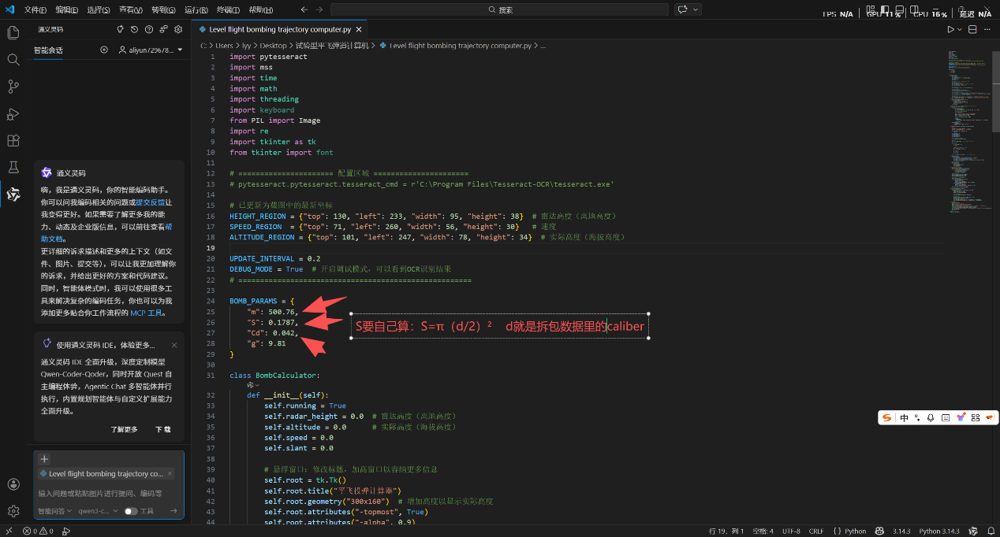 文件(F) 编辑(E) 选择(S) 查看(V) 转到(G) 运行(R) 终端(T) 帮助(H)
搜索
FPS N/A GPU 11% CPU 16% 延迟 N/A
通义灵码
智能会话
aliyun729678...
Level flight bombing trajectory computer.py
C: > Users > lyy > Desktop > 试验型平飞弹道计算机 > Level flight bombing trajectory computer.py > ...
通义灵码
嗨，我是通义灵码，你的智能编码助手。
你可以问我编码相关的问题或提交反馈让
我变得更好。如果需要了解更多我的能
力、动态及企业版信息，可以前往查看帮
助文档。
更详细的诉求描述和更多的上下文（如文
件、图片、提交等），可以让我更加理解你
的诉求，并给出更好的方案和代码建议。
同时，智能体模式时，我可以使用很多工
具来解决复杂的编码任务，你也可以为我
添加更多贴合你工作流程的 MCP 工具。
使用通义灵码 IDE，体验更多...
通义灵码 IDE 全面升级，深度定制模型
Qwen-Coder-Qoder，同时开放 Quest 自
主编程体验，Agentic Chat 多智能体并行
执行，内置规划智能体与自定义扩展能力
全面升级。
了解更多 下载
Level flight bombing trajectory co...
输入问题或粘贴图片进行提问、编码等
智能问答 qwen3-c... 工具
1 import pytesseract
2 import mss
3 import time
4 import math
5 import threading
6 import keyboard
7 from PIL import Image
8 import re
9 import tkinter as tk
10 from tkinter import font
11
12 # ====================== 配置区域 ======================
13 # pytesseract.pytesseract.tesseract_cmd = r'C:\Program Files\Tesseract-OCR\tesseract.exe'
14
15 # 已更新为截图中的最新坐标
16 HEIGHT_REGION = {"top": 130, "left": 233, "width": 95, "height": 38}  # 雷达高度（离地高度）
17 SPEED_REGION  = {"top": 71, "left": 260, "width": 56, "height": 30}   # 速度
18 ALTITUDE_REGION = {"top": 101, "left": 247, "width": 78, "height": 34}  # 实际高度（海拔高度）
19
20 UPDATE_INTERVAL = 0.2
21 DEBUG_MODE = True  # 开启调试模式，可以看到OCR识别结果
22 # ======================================================
23
24 BOMB_PARAMS = {
25 "m": 500.76,
26 "S": 0.1787,
27 "Cd": 0.042,
28 "g": 9.81
29 }
30
31 class BombCalculator:
32 def __init__(self):
33 self.running = True
34 self.radar_height = 0.0  # 雷达高度（离地高度）
35 self.altitude = 0.0      # 实际高度（海拔高度）
36 self.speed = 0.0
37 self.slant = 0.0
38
39 # 悬浮窗口：修改标题，加高窗口以容纳更多信息
40 self.root = tk.Tk()
41 self.root.title("平飞投弹计算器")
42 self.root.geometry("300x160")  # 增加高度以显示实际高度
43 self.root.attributes("-topmost", True)
44 self.root.attributes("-alpha", 0.9)
S要自己算：S=π（d/2）² d就是拆包数据里的caliber
中
0 0
行 19，列 1 空格: 4 UTF-8 CRLF { } Python 3.14.3 Python 3.14.3